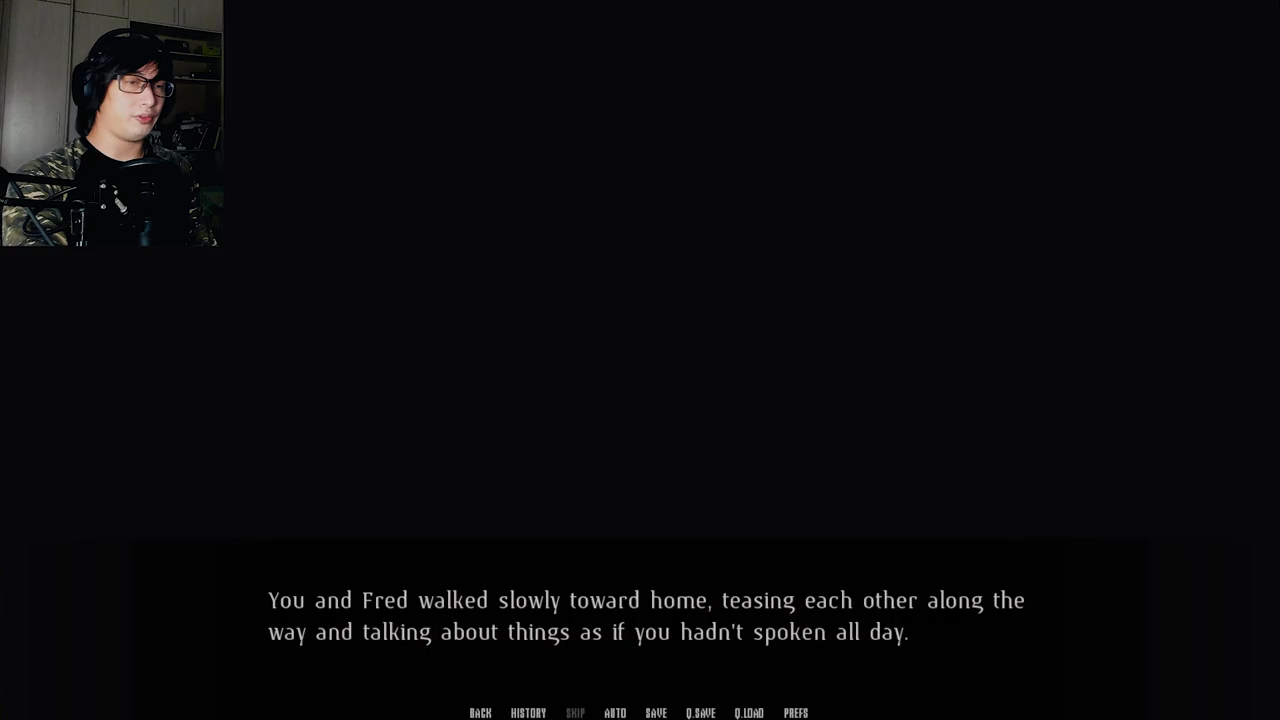 You and Fred walked slowly toward home, teasing each other along the
way and talking about things as if you hadn't spoken all day.
BACK HISTORY SKIP AUTO SAVE Q.SAVE Q.LOAD PREFS